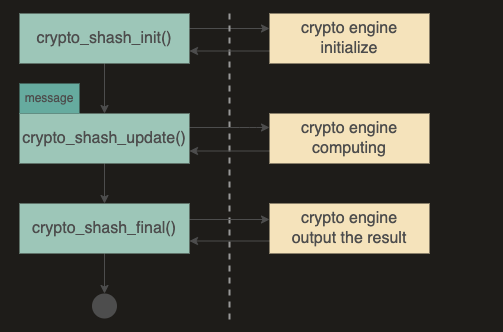 crypto_shash_init()
crypto engine
initialize
message
crypto_shash_update()
crypto engine
computing
crypto_shash_final()
crypto engine
output the result